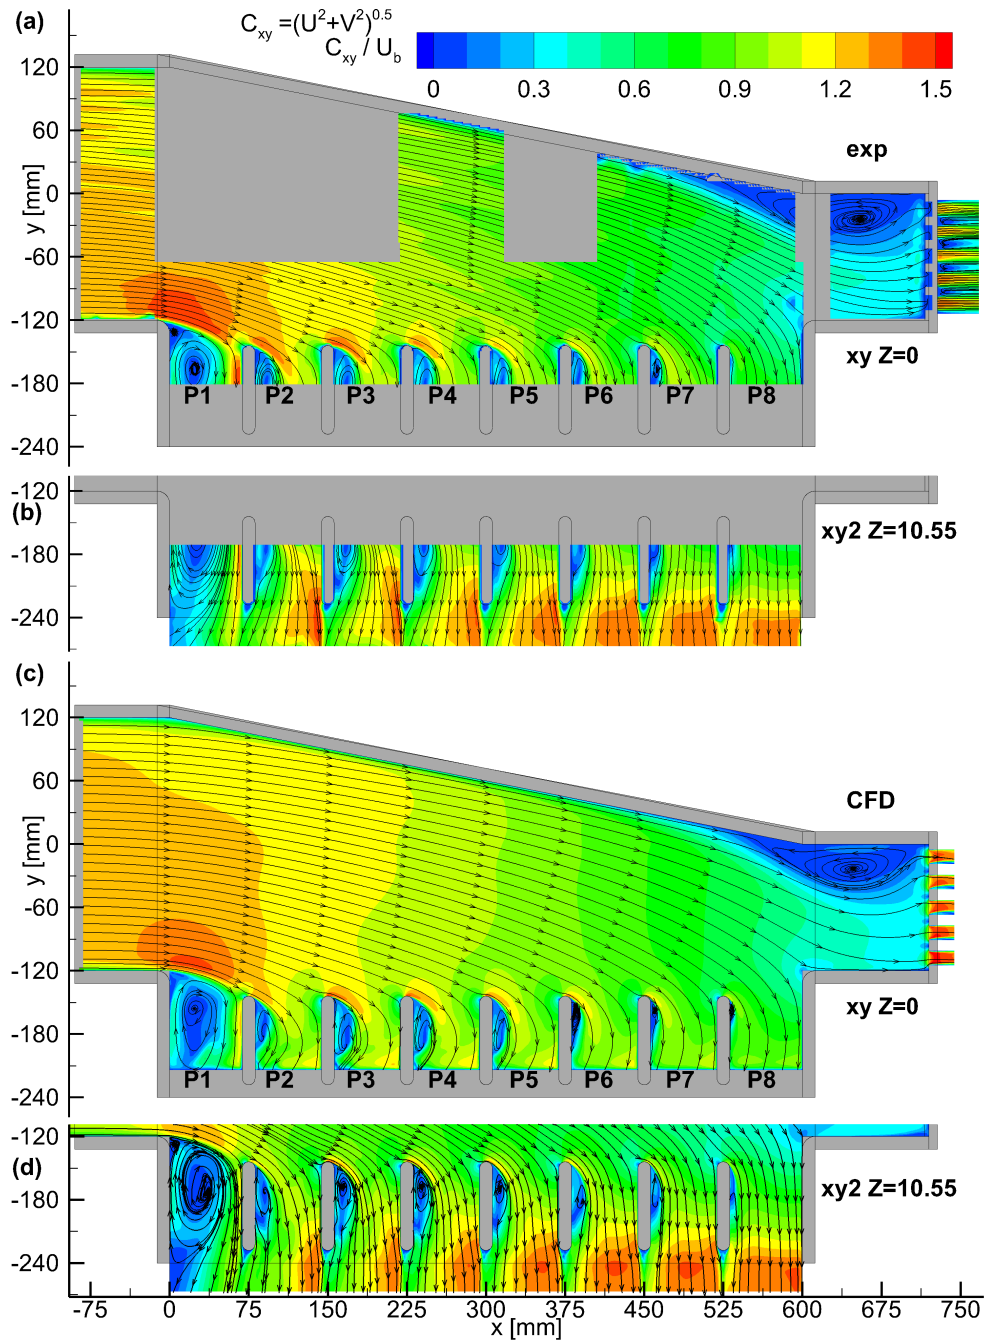 (a)
C_xy =(U²+V²)^0.5
C_xy / U_b
0 0.3 0.6 0.9 1.2 1.5
120
60
0
-60
-120
-180
-240
y [mm]
exp
xy Z=0
P1 P2 P3 P4 P5 P6 P7 P8
(b)
-120
-180
-240
xy2 Z=10.55
(c)
120
60
0
-60
-120
-180
-240
y [mm]
CFD
xy Z=0
P1 P2 P3 P4 P5 P6 P7 P8
(d)
-120
-180
-240
xy2 Z=10.55
-75 0 75 150 225 300 375 450 525 600 675 750
x [mm]